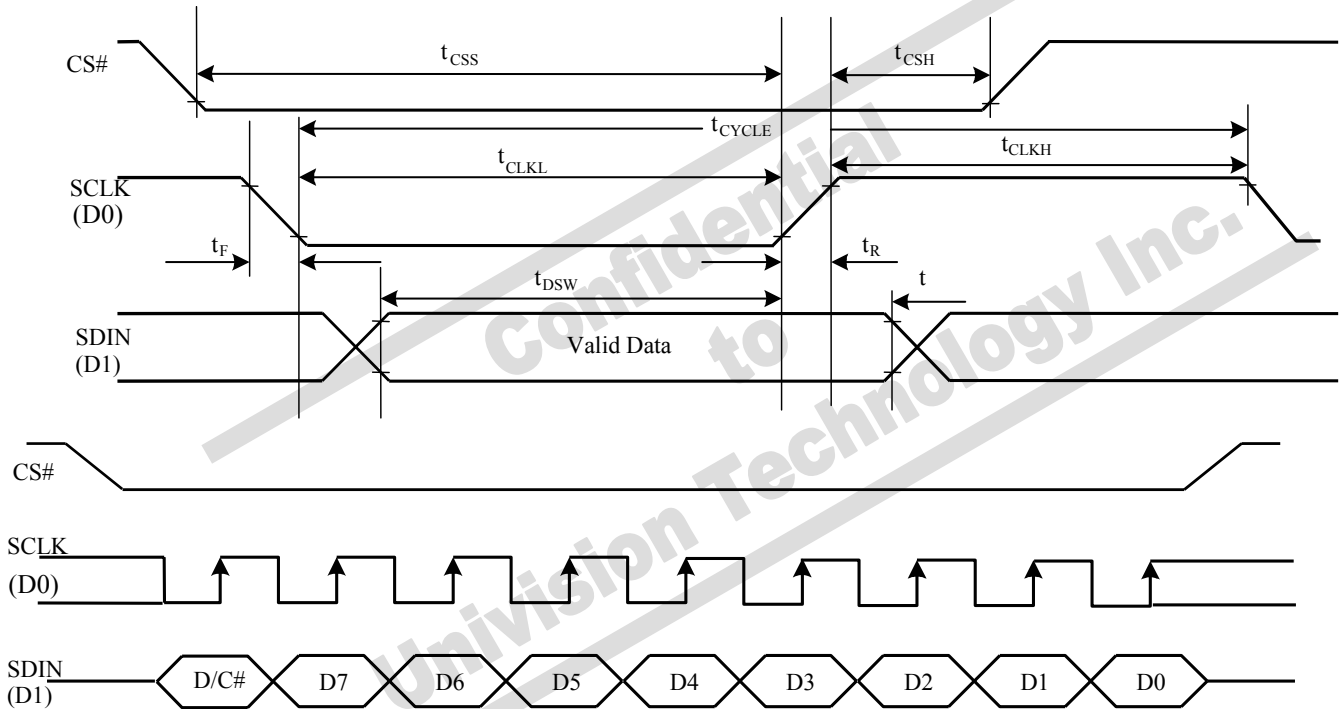 t_CSS
t_CSH
CS#
t_CYCLE
t_CLKL
t_CLKH
SCLK
(D0)
t_F
t_R
t_DSW
t
SDIN
(D1)
Valid Data
CS#
SCLK
(D0)
SDIN
(D1)
D/C# D7 D6 D5 D4 D3 D2 D1 D0
Confidential
to
Univision Technology Inc.